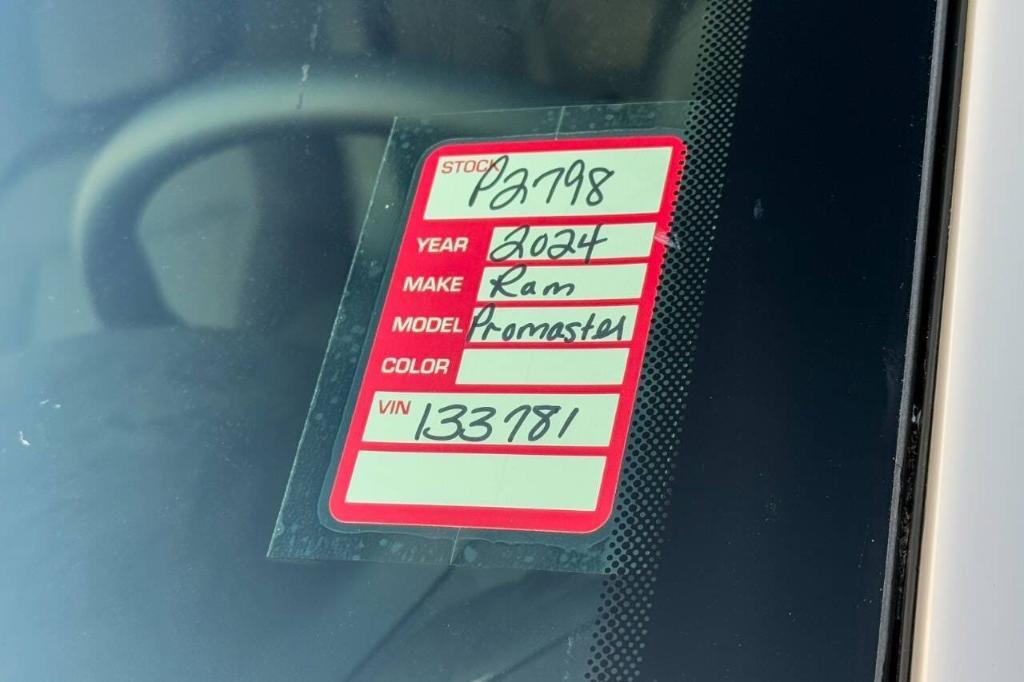 STOCK P2798
YEAR 2024
MAKE Ram
MODEL Promaster
COLOR
VIN 133781